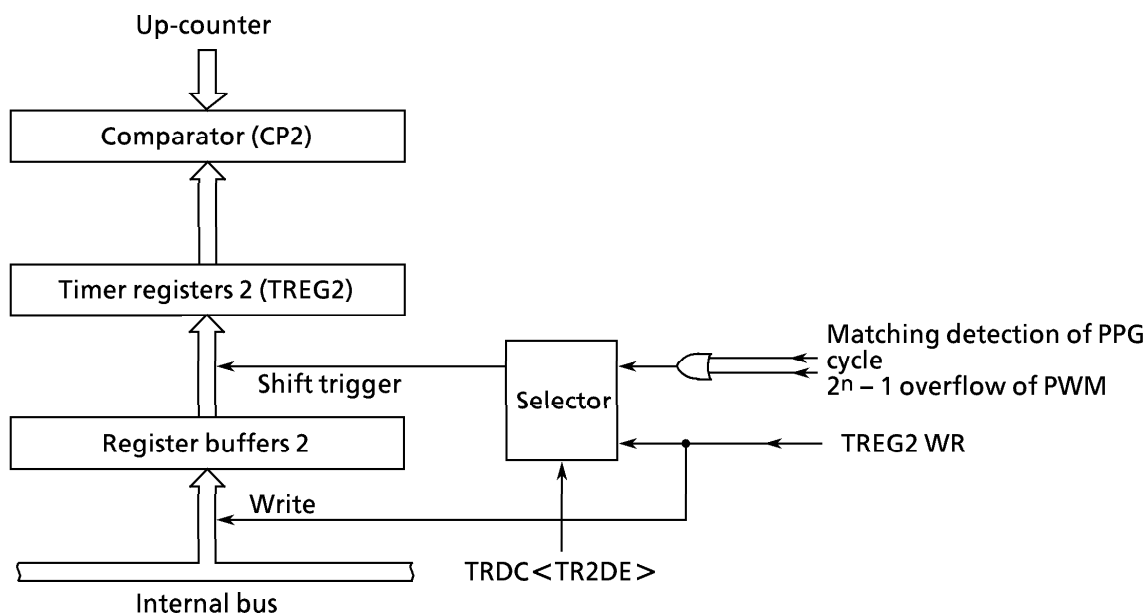 Up-counter
Comparator (CP2)
Timer registers 2 (TREG2)
Matching detection of PPG
cycle
Shift trigger
2ⁿ – 1 overflow of PWM
Selector
Register buffers 2
TREG2 WR
Write
TRDC<TR2DE>
Internal bus